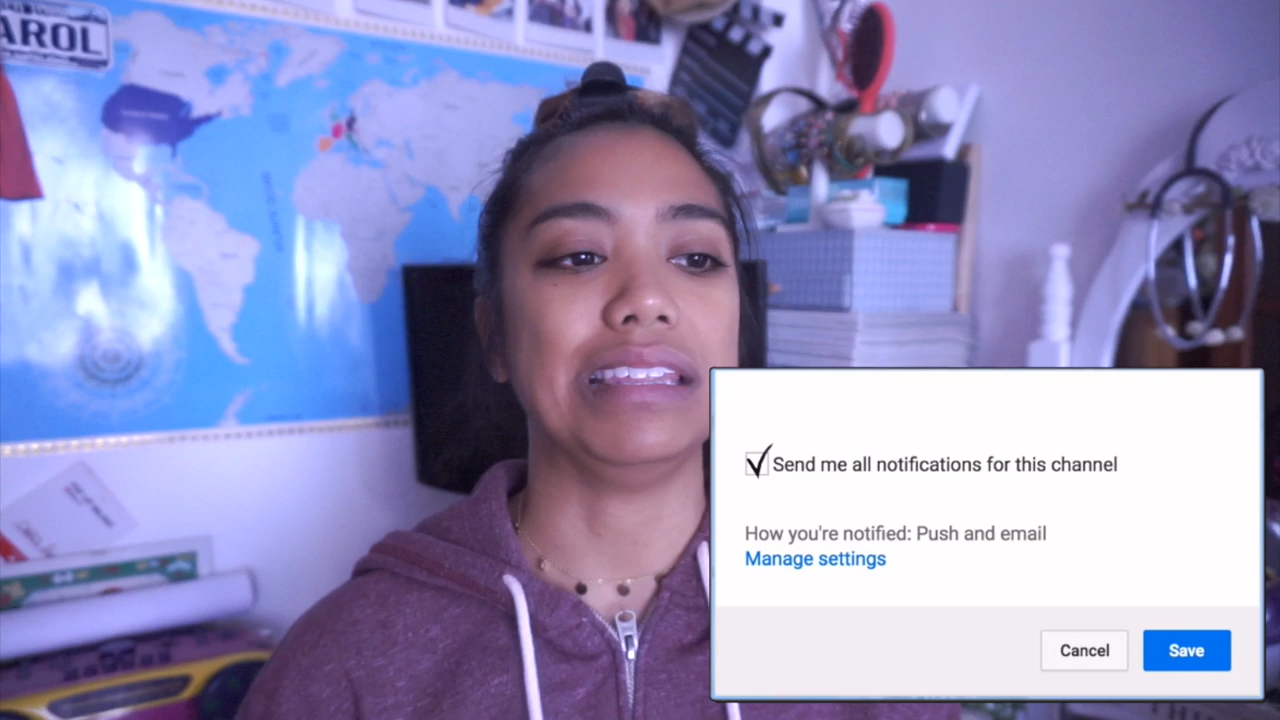 AROL
Send me all notifications for this channel
How you're notified: Push and email
Manage settings
Cancel
Save